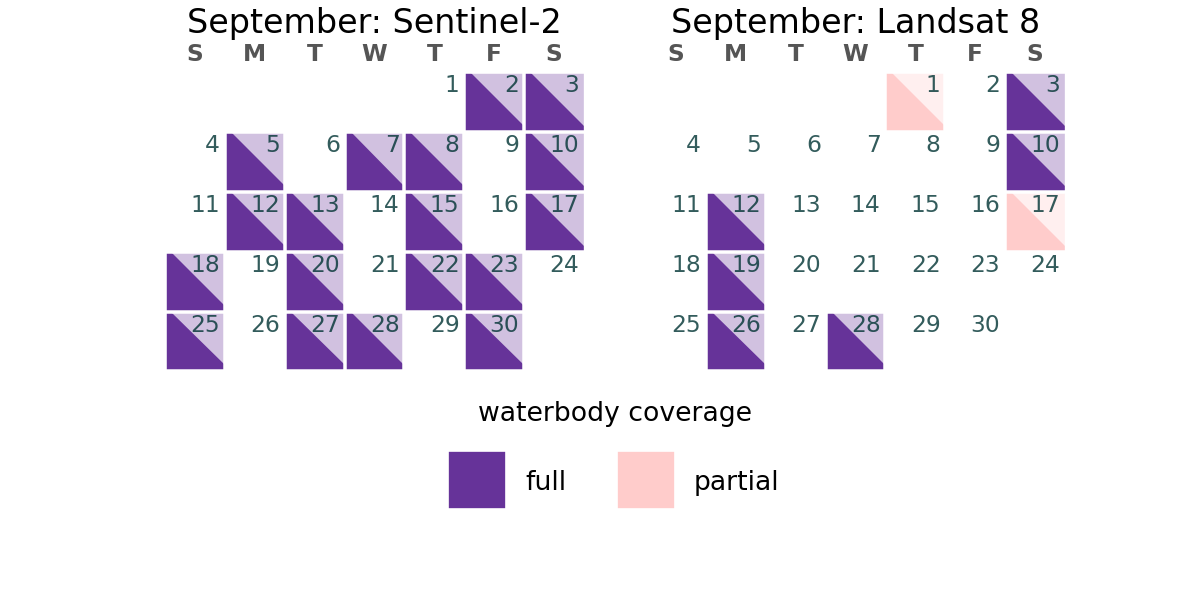 September: Sentinel-2
S M T W T F S
1 2 3
4 5 6 7 8 9 10
11 12 13 14 15 16 17
18 19 20 21 22 23 24
25 26 27 28 29 30
September: Landsat 8
S M T W T F S
1 2 3
4 5 6 7 8 9 10
11 12 13 14 15 16 17
18 19 20 21 22 23 24
25 26 27 28 29 30
waterbody coverage
full
partial